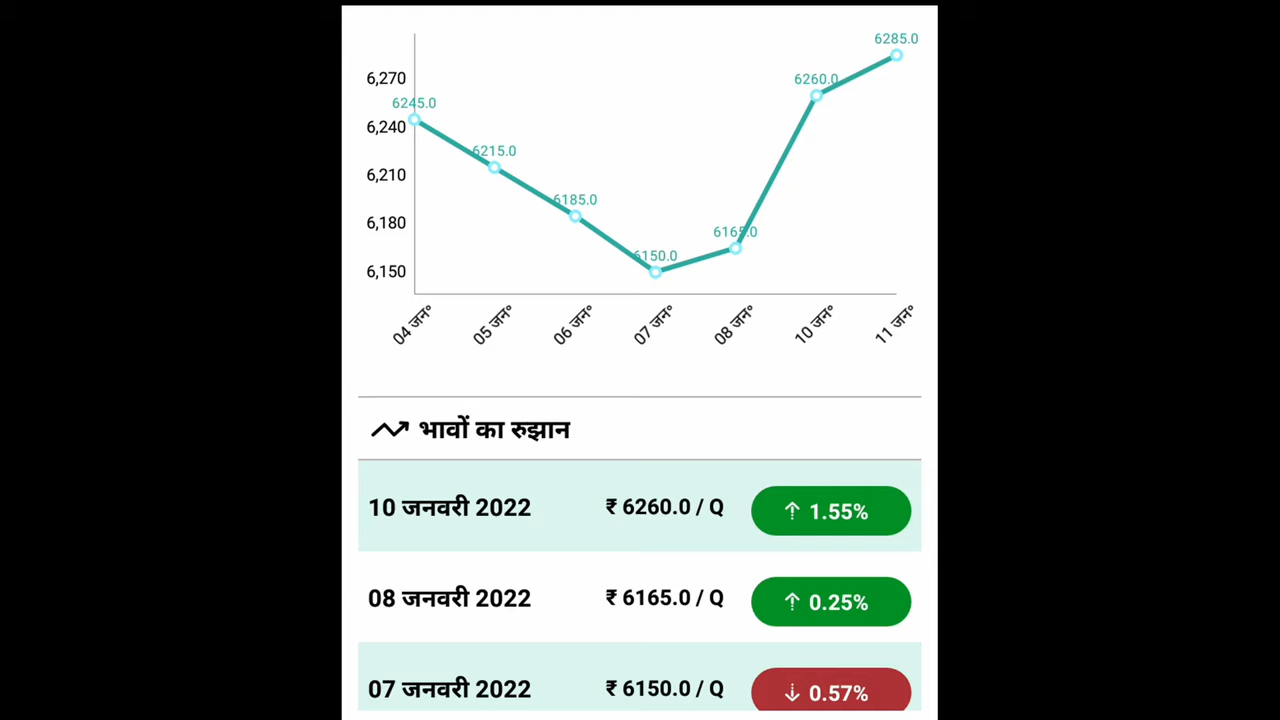 6285.0
6,270
6260.0
6245.0
6,240
6215.0
6,210
6185.0
6,180
6165.0
6150.0
6,150
04 जन॰
05 जन॰
06 जन॰
07 जन॰
08 जन॰
10 जन॰
11 जन॰
भावों का रुझान
10 जनवरी 2022 ₹ 6260.0 / Q ↑ 1.55%
08 जनवरी 2022 ₹ 6165.0 / Q ↑ 0.25%
07 जनवरी 2022 ₹ 6150.0 / Q ↓ 0.57%